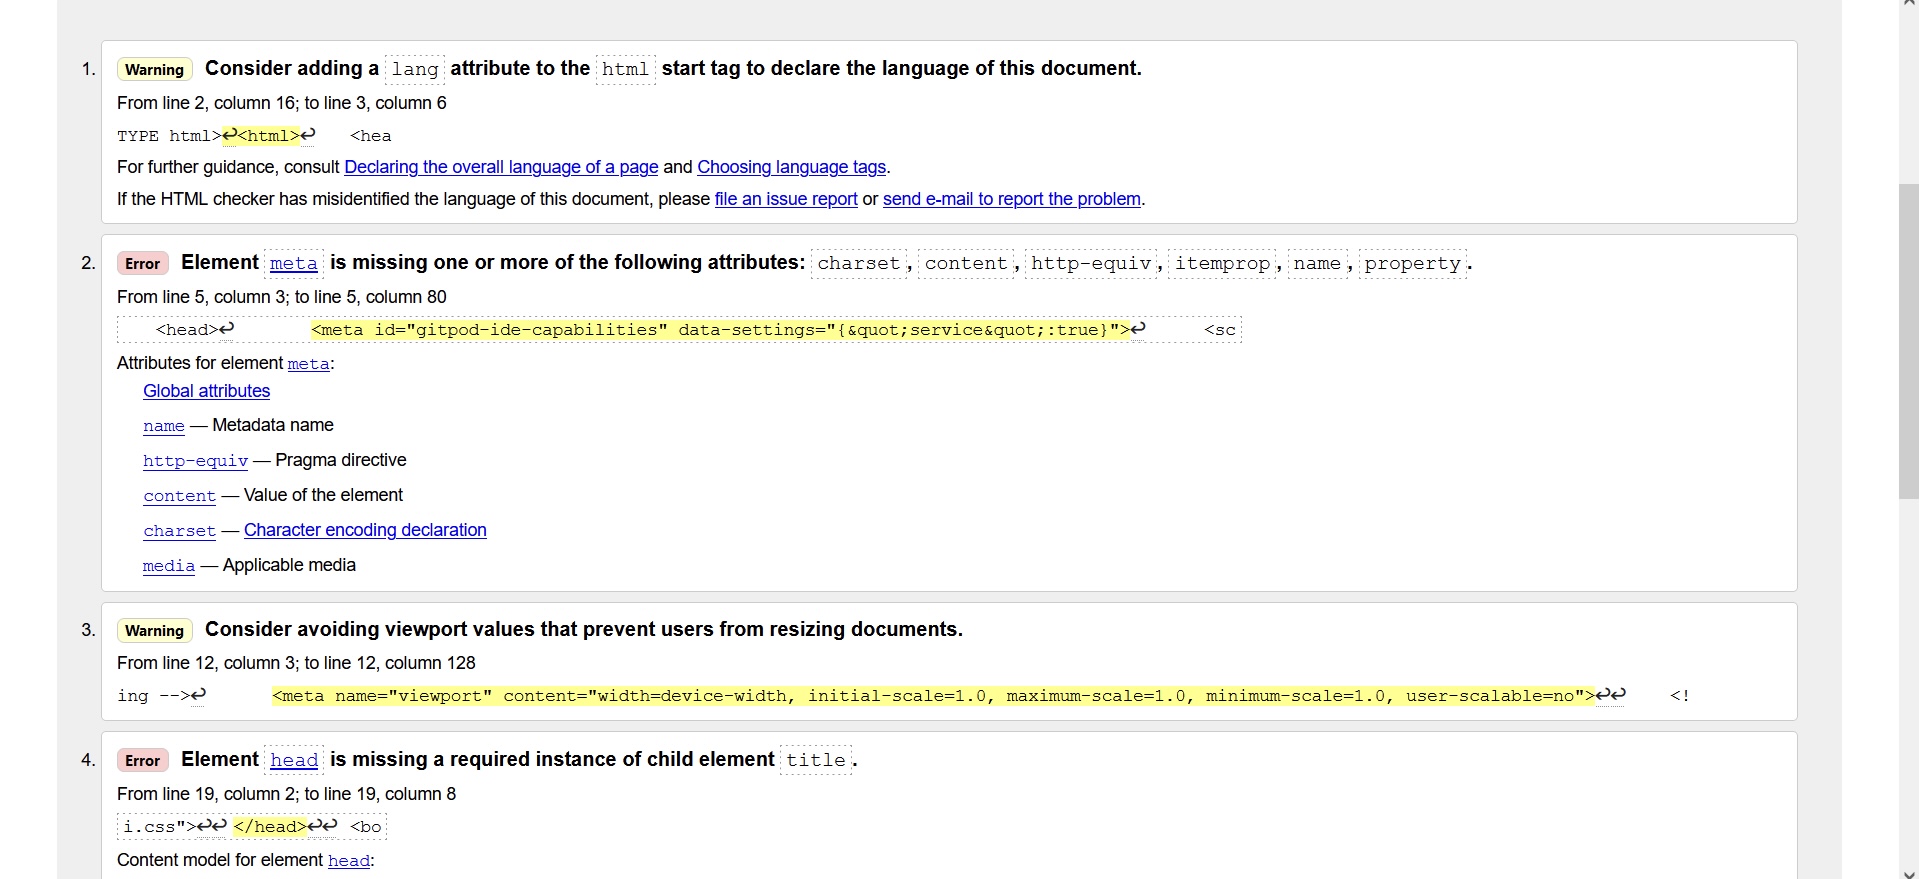 1. Warning Consider adding a lang attribute to the html start tag to declare the language of this document.
From line 2, column 16; to line 3, column 6
TYPE html>↩<html>↩ <hea
For further guidance, consult Declaring the overall language of a page and Choosing language tags.
If the HTML checker has misidentified the language of this document, please file an issue report or send e-mail to report the problem.
2. Error Element meta is missing one or more of the following attributes: charset, content, http-equiv, itemprop, name, property.
From line 5, column 3; to line 5, column 80
<head>↩ <meta id="gitpod-ide-capabilities" data-settings="{&quot;service&quot;:true}">↩ <sc
Attributes for element meta:
Global attributes
name — Metadata name
http-equiv — Pragma directive
content — Value of the element
charset — Character encoding declaration
media — Applicable media
3. Warning Consider avoiding viewport values that prevent users from resizing documents.
From line 12, column 3; to line 12, column 128
ing -->↩ <meta name="viewport" content="width=device-width, initial-scale=1.0, maximum-scale=1.0, minimum-scale=1.0, user-scalable=no">↩↩ <!
4. Error Element head is missing a required instance of child element title.
From line 19, column 2; to line 19, column 8
i.css">↩↩ </head>↩↩ <bo
Content model for element head: